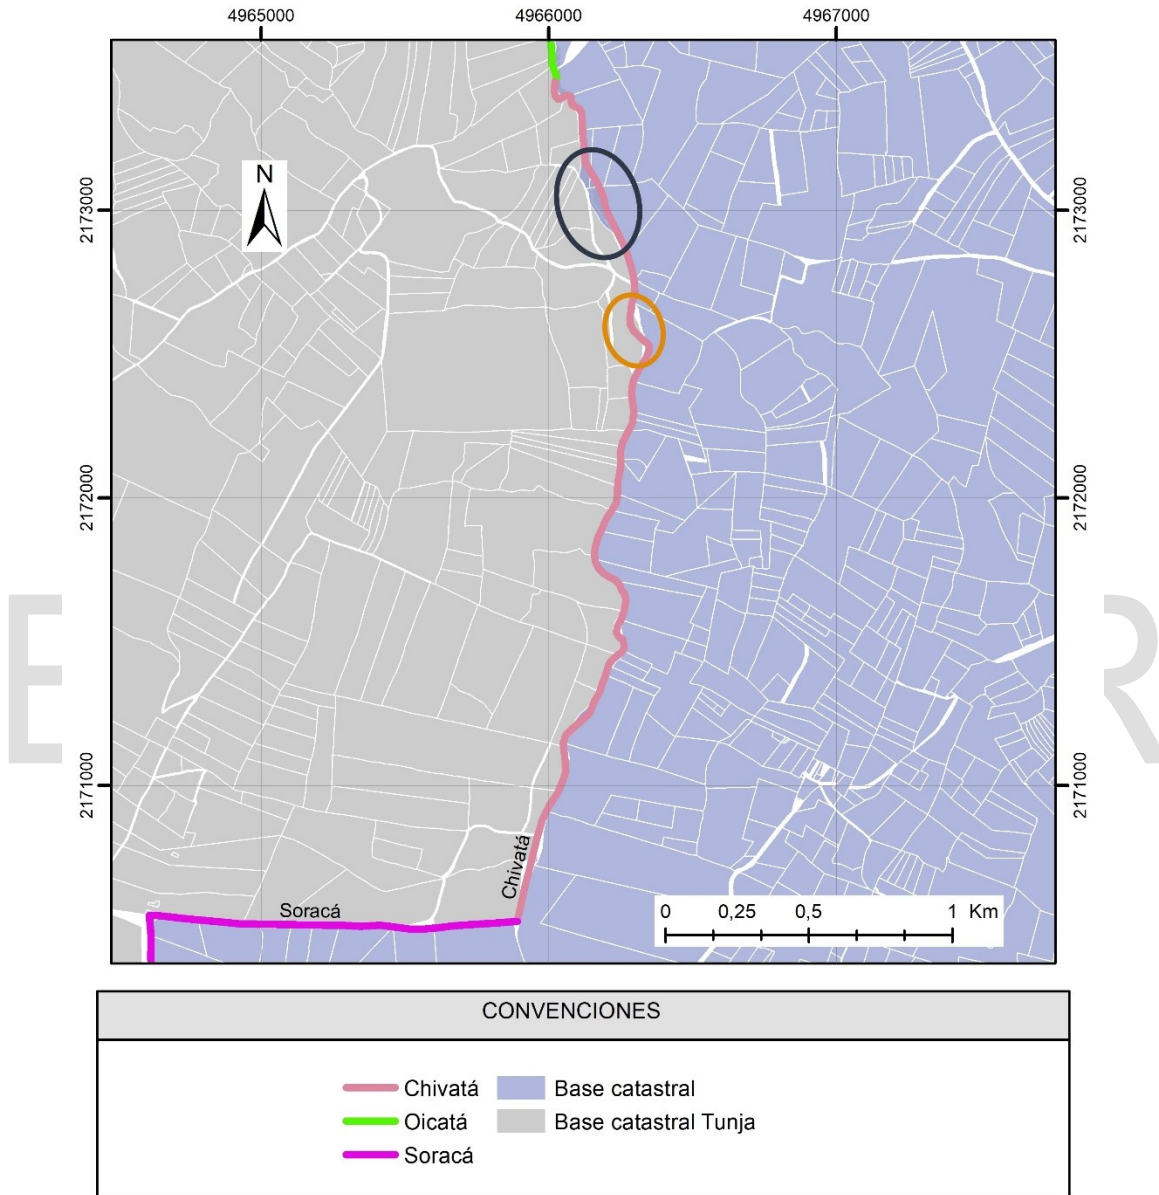 4965000 4966000 4967000
N
2173000 2173000
2172000 2172000
E R
2171000 2171000
Chivatá
Soracá
0 0,25 0,5 1 Km
CONVENCIONES
Chivatá Base catastral
Oicatá Base catastral Tunja
Soracá